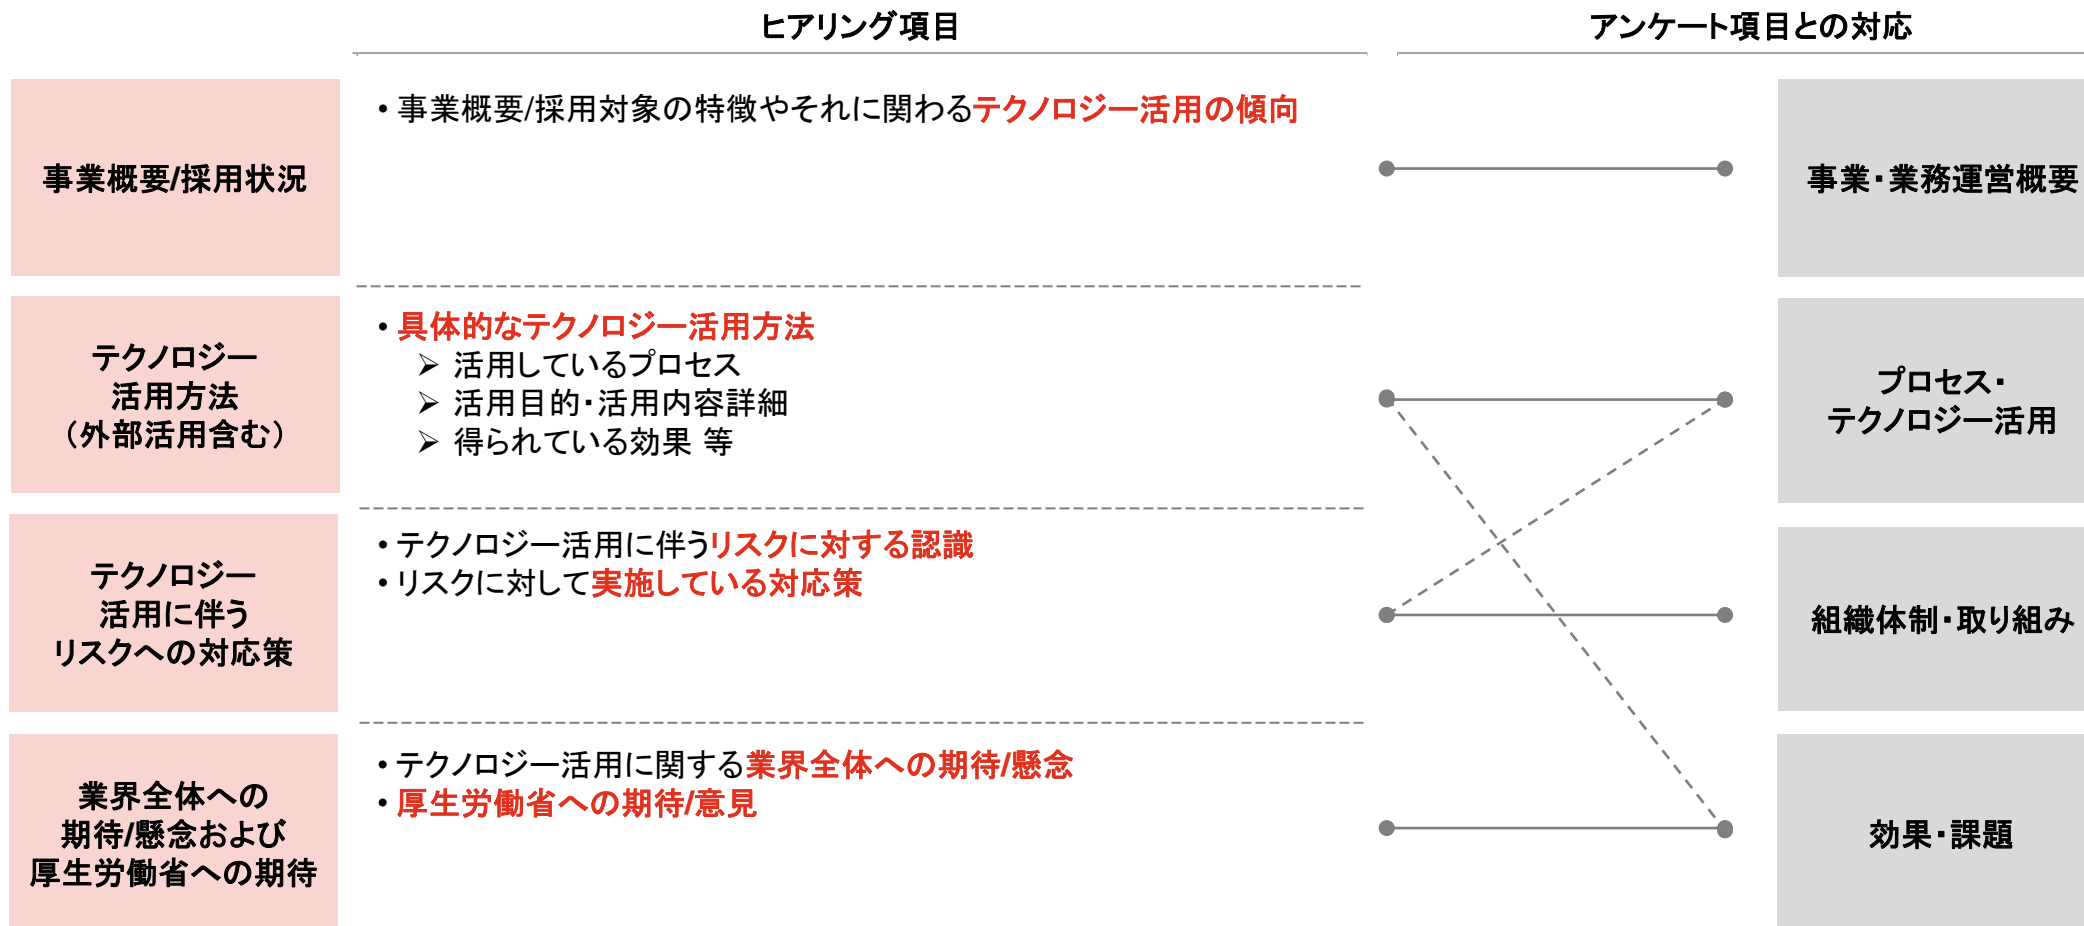 ヒアリング項目
アンケート項目との対応
事業概要/採用状況
• 事業概要/採用対象の特徴やそれに関わるテクノロジー活用の傾向
事業・業務運営概要
テクノロジー
活用方法
（外部活用含む）
• 具体的なテクノロジー活用方法
➢ 活用しているプロセス
➢ 活用目的・活用内容詳細
➢ 得られている効果 等
プロセス・
テクノロジー活用
テクノロジー
活用に伴う
リスクへの対応策
• テクノロジー活用に伴うリスクに対する認識
• リスクに対して実施している対応策
組織体制・取り組み
業界全体への
期待/懸念および
厚生労働省への期待
• テクノロジー活用に関する業界全体への期待/懸念
• 厚生労働省への期待/意見
効果・課題